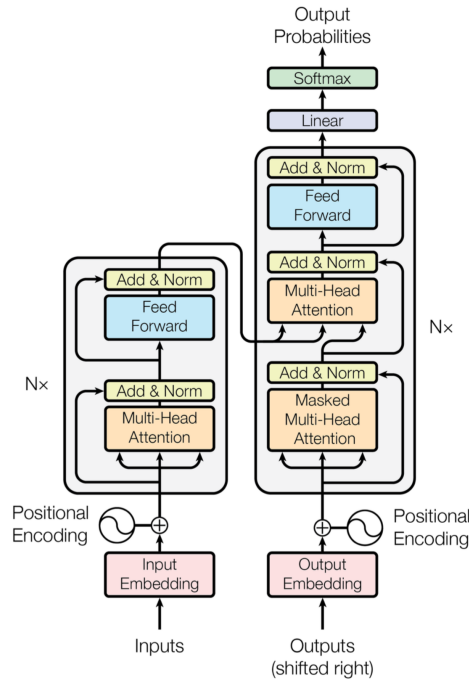 Output
Probabilities
Softmax
Linear
Add & Norm
Feed
Forward
Add & Norm
Multi-Head
Attention
Add & Norm
Masked
Multi-Head
Attention
N×
Add & Norm
Feed
Forward
N×
Add & Norm
Multi-Head
Attention
Positional
Encoding
Positional
Encoding
Input
Embedding
Output
Embedding
Inputs
Outputs
(shifted right)